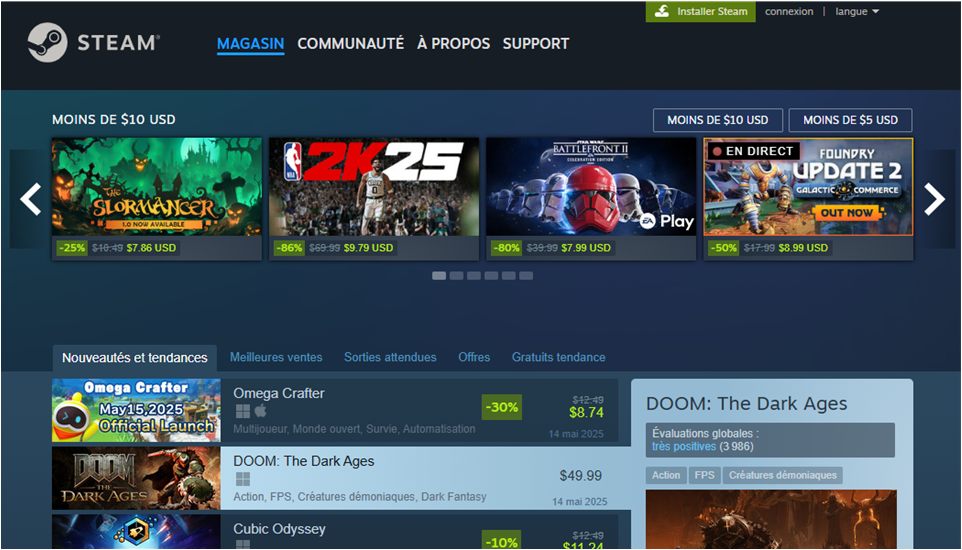 Installer Steam connexion | langue
STEAM®
MAGASIN COMMUNAUTÉ À PROPOS SUPPORT
MOINS DE $10 USD
MOINS DE $10 USD MOINS DE $5 USD
THE
SLORMANCER
1.0 NOW AVAILABLE
-25% $10.49 $7.86 USD
NBA 2K25
-86% $69.99 $9.79 USD
STAR WARS
BATTLEFRONT II
CELEBRATION EDITION
EA Play
-80% $39.99 $7.99 USD
EN DIRECT
FOUNDRY
UPDATE 2
GALACTIC COMMERCE
OUT NOW
-50% $17.99 $8.99 USD
Nouveautés et tendances Meilleures ventes Sorties attendues Offres Gratuits tendance
Omega Crafter
May15,2025
Official Launch
Omega Crafter
Multijoueur, Monde ouvert, Survie, Automatisation
-30%
$12.49
$8.74
14 mai 2025
DOOM
THE
DARK AGES
DOOM: The Dark Ages
Action, FPS, Créatures démoniaques, Dark Fantasy
$49.99
14 mai 2025
Cubic Odyssey
-10%
$12.49
$11.24
DOOM: The Dark Ages
Évaluations globales :
très positives (3 986)
Action FPS Créatures démoniaques